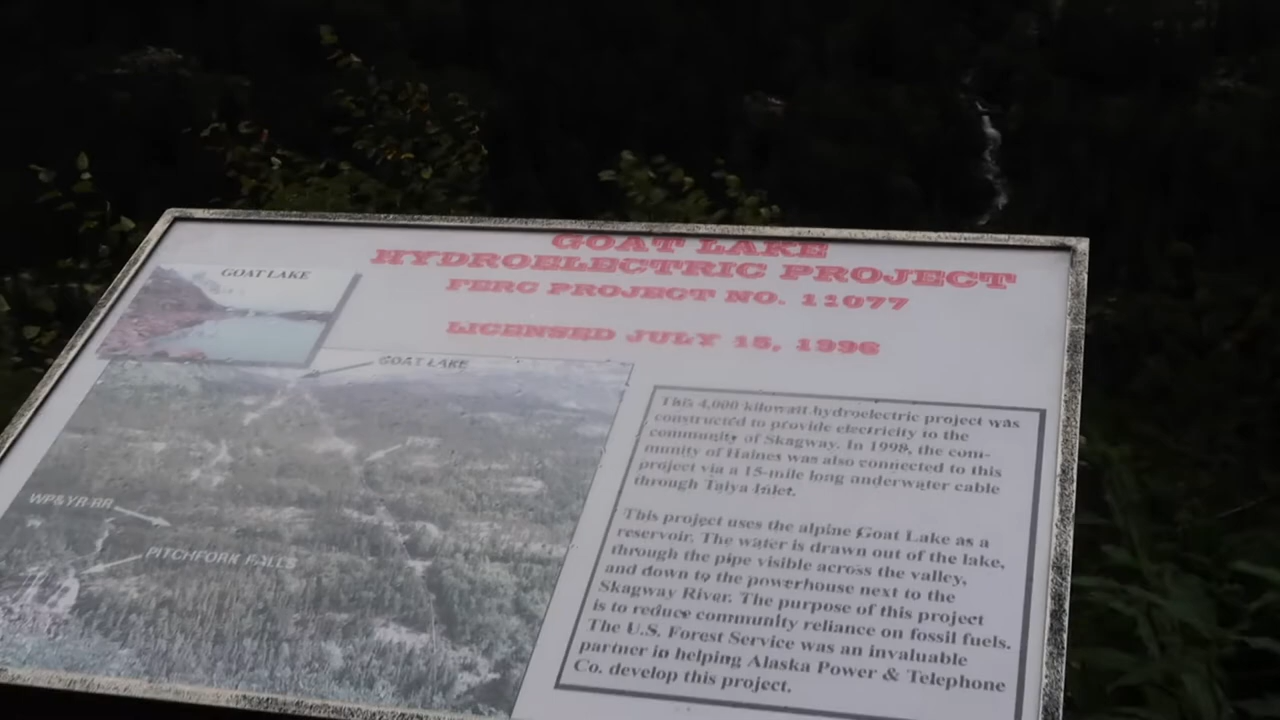 GOAT LAKE
HYDROELECTRIC PROJECT
FERC PROJECT NO. 11077
LICENSED JULY 15, 1996
GOAT LAKE
GOAT LAKE
WP&YR RR
PITCHFORK FALLS
This 4,000 kilowatt hydroelectric project was
constructed to provide electricity to the
community of Skagway. In 1998, the com-
munity of Haines was also connected to this
project via a 15-mile long underwater cable
through Taiya Inlet.
This project uses the alpine Goat Lake as a
reservoir. The water is drawn out of the lake,
through the pipe visible across the valley,
and down to the powerhouse next to the
Skagway River. The purpose of this project
is to reduce community reliance on fossil fuels.
The U.S. Forest Service was an invaluable
partner in helping Alaska Power & Telephone
Co. develop this project.